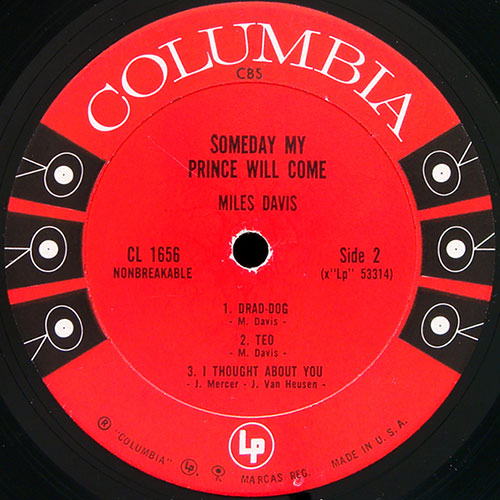 COLUMBIA
CBS
SOMEDAY MY
PRINCE WILL COME
MILES DAVIS
CL 1656
NONBREAKABLE
Side 2
(x"Lp" 53314)
1. DRAD-DOG
- M. Davis -
2. TEO
- M. Davis -
3. I THOUGHT ABOUT YOU
- J. Mercer - J. Van Heusen -
® "COLUMBIA" ℗ Lp MARCAS REG. MADE IN U.S.A.